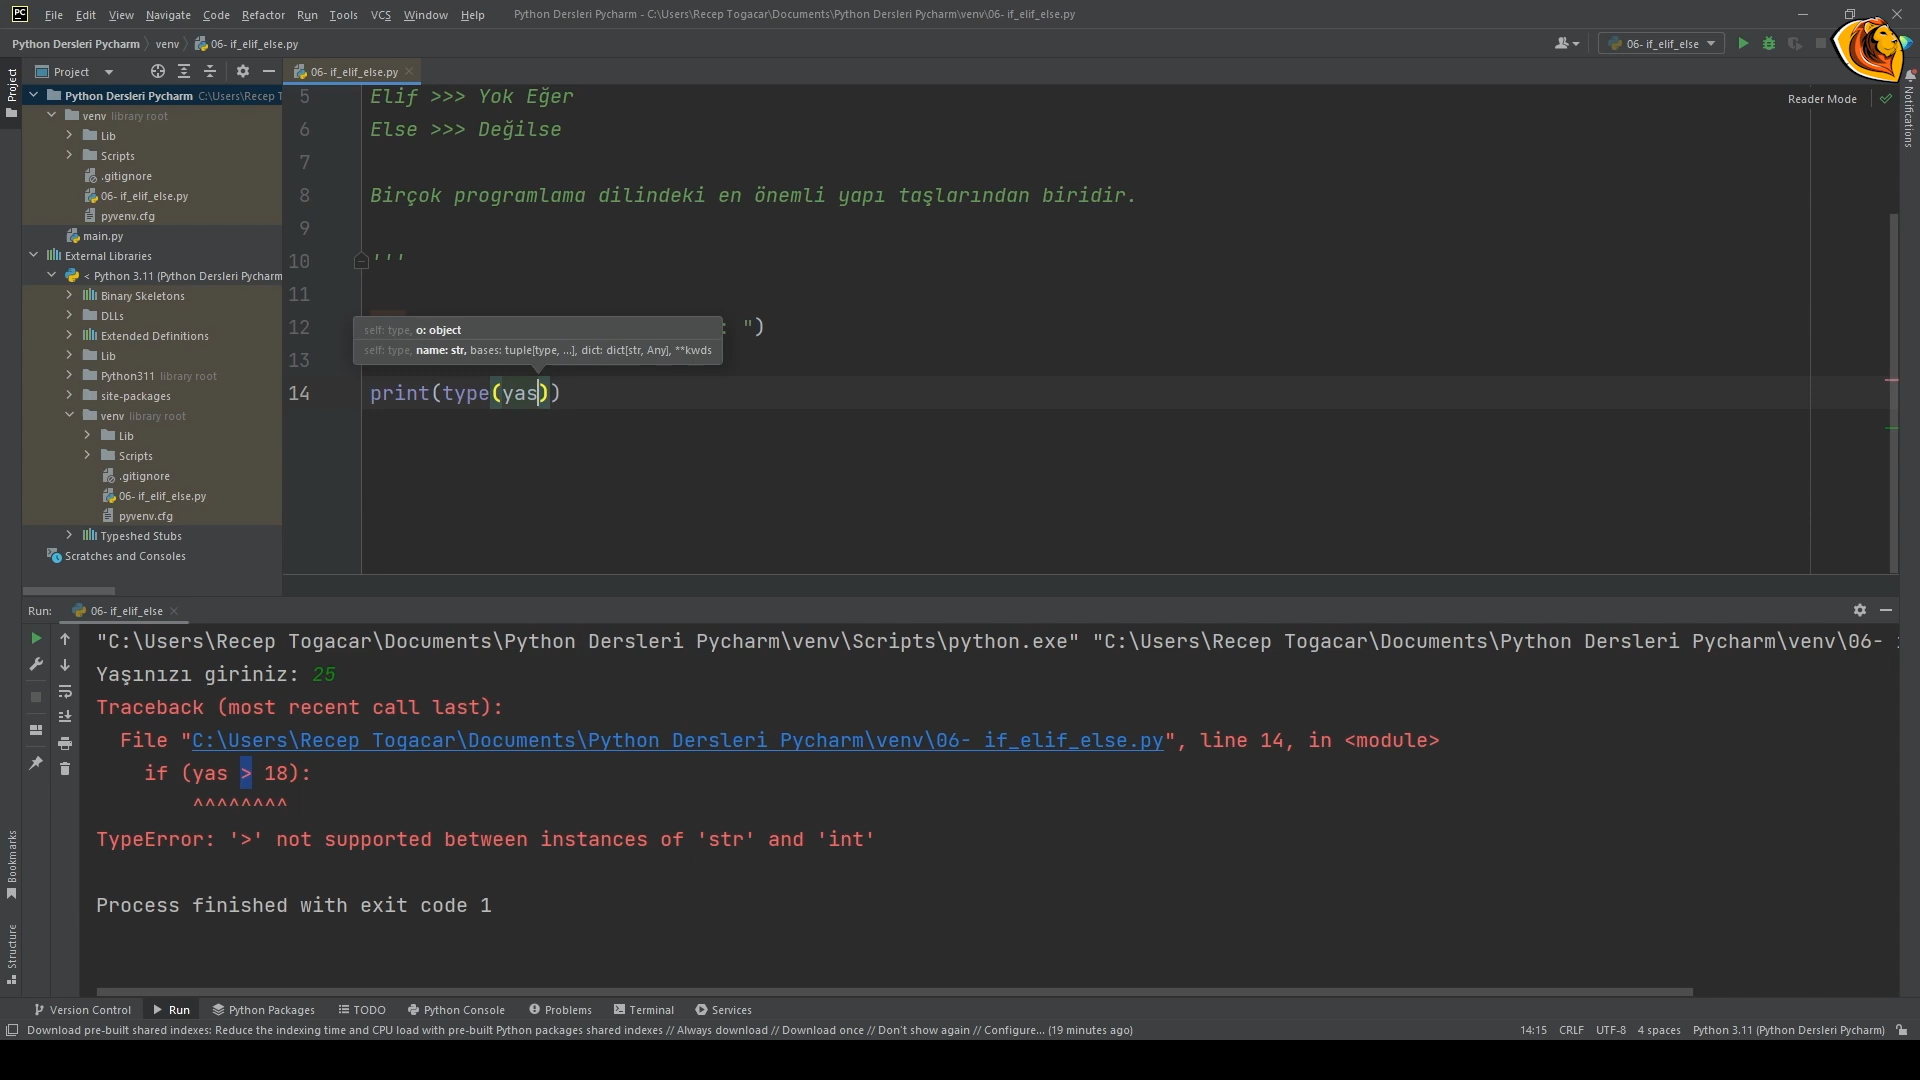 PC File Edit View Navigate Code Refactor Run Tools VCS Window Help Python Dersleri Pycharm - C:\Users\Recep Togacar\Documents\Python Dersleri Pycharm\venv\06- if_elif_else.py
Python Dersleri Pycharm venv 06- if_elif_else.py 06- if_elif_else
Project 06- if_elif_else.py
Project
Notifications
Reader Mode
Python Dersleri Pycharm C:\Users\Recep T
venv library root
Lib
Scripts
.gitignore
06- if_elif_else.py
pyvenv.cfg
main.py
External Libraries
< Python 3.11 (Python Dersleri Pycharm
Binary Skeletons
DLLs
Extended Definitions
Lib
Python311 library root
site-packages
venv library root
Lib
Scripts
.gitignore
06- if_elif_else.py
pyvenv.cfg
Typeshed Stubs
Scratches and Consoles
5 Elif >>> Yok Eğer
6 Else >>> Değilse
7
8 Birçok programlama dilindeki en önemli yapı taşlarından biridir.
9
10 '''
11
self: type, o: object
12 : ")
self: type, name: str, bases: tuple[type, ...], dict: dict[str, Any], **kwds
13
14 print(type(yas))
Run: 06- if_elif_else
"C:\Users\Recep Togacar\Documents\Python Dersleri Pycharm\venv\Scripts\python.exe" "C:\Users\Recep Togacar\Documents\Python Dersleri Pycharm\venv\06-
Yaşınızı giriniz: 25
Traceback (most recent call last):
File "C:\Users\Recep Togacar\Documents\Python Dersleri Pycharm\venv\06- if_elif_else.py", line 14, in <module>
if (yas > 18):
^^^^^^^^
TypeError: '>' not supported between instances of 'str' and 'int'
Process finished with exit code 1
Bookmarks
Structure
Version Control Run Python Packages TODO Python Console Problems Terminal Services
Download pre-built shared indexes: Reduce the indexing time and CPU load with pre-built Python packages shared indexes // Always download // Download once // Don't show again // Configure... (19 minutes ago) 14:15 CRLF UTF-8 4 spaces Python 3.11 (Python Dersleri Pycharm)